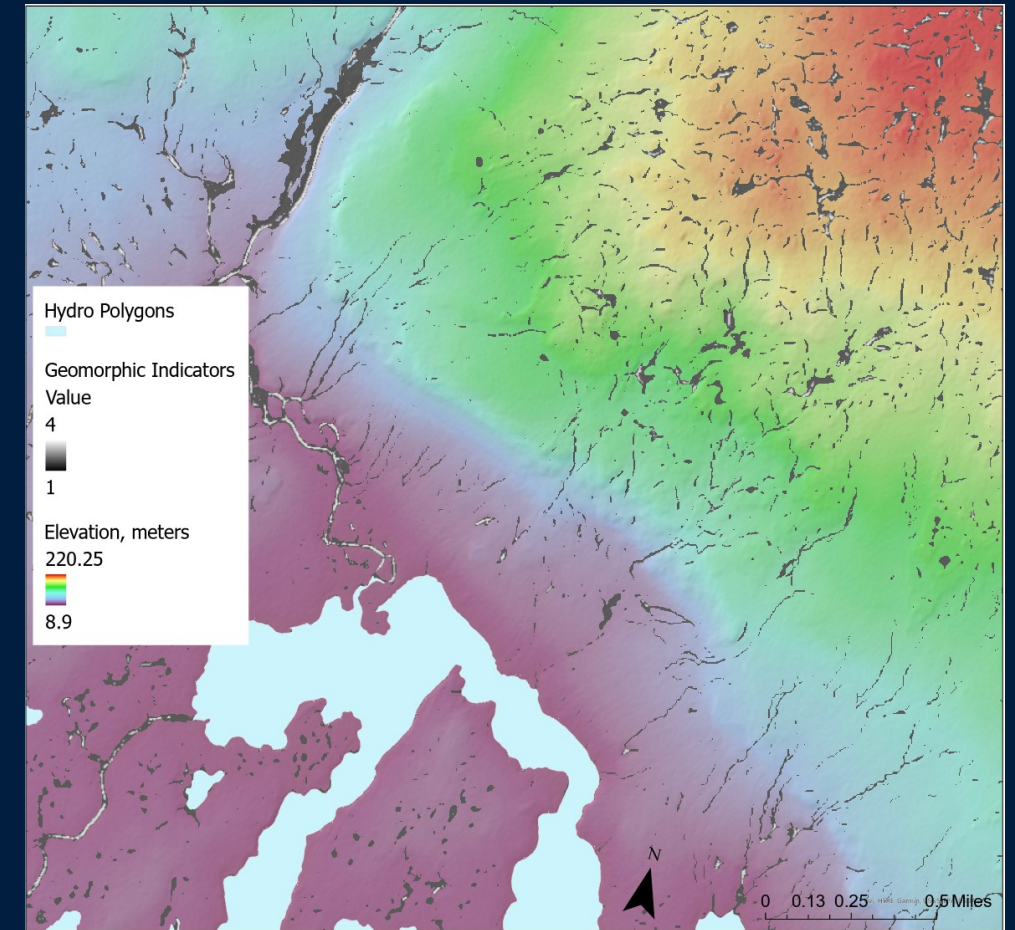 Hydro Polygons
Geomorphic Indicators
Value
4
1
Elevation, meters
220.25
8.9
N
0 0.13 0.25 0.5 Miles